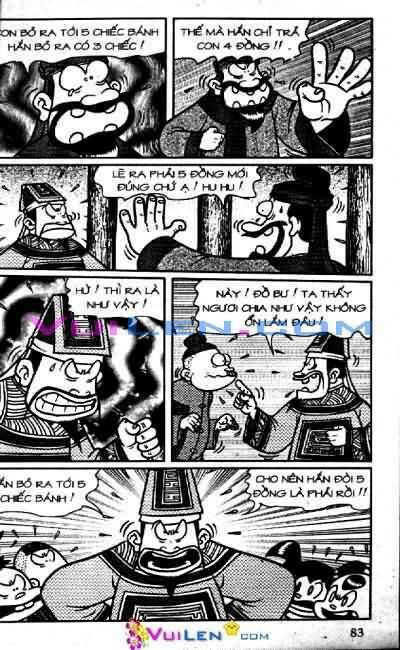 CON BỎ RA TỚI 5 CHIẾC BÁNH
HẮN BỎ RA CÓ 3 CHIẾC!
THẾ MÀ HẮN CHỈ TRẢ
CON 4 ĐỒNG!!.
LẼ RA PHẢI 5 ĐỒNG MỚI
ĐÚNG CHỨ Ạ! HU HU!
HỪ! THÌ RA LÀ
NHƯ VẬY!
NÀY! ĐỒ BƯ! TA THẤY
NGƯƠI CHIA NHƯ VẬY KHÔNG
ỔN LẮM ĐÂU!
VUILEN.COM
HẮN BỎ RA TỚI 5
CHIẾC BÁNH!
CHO NÊN HẮN ĐÒI 5
ĐỒNG LÀ PHẢI RỒI!!
83
VUILEN.COM